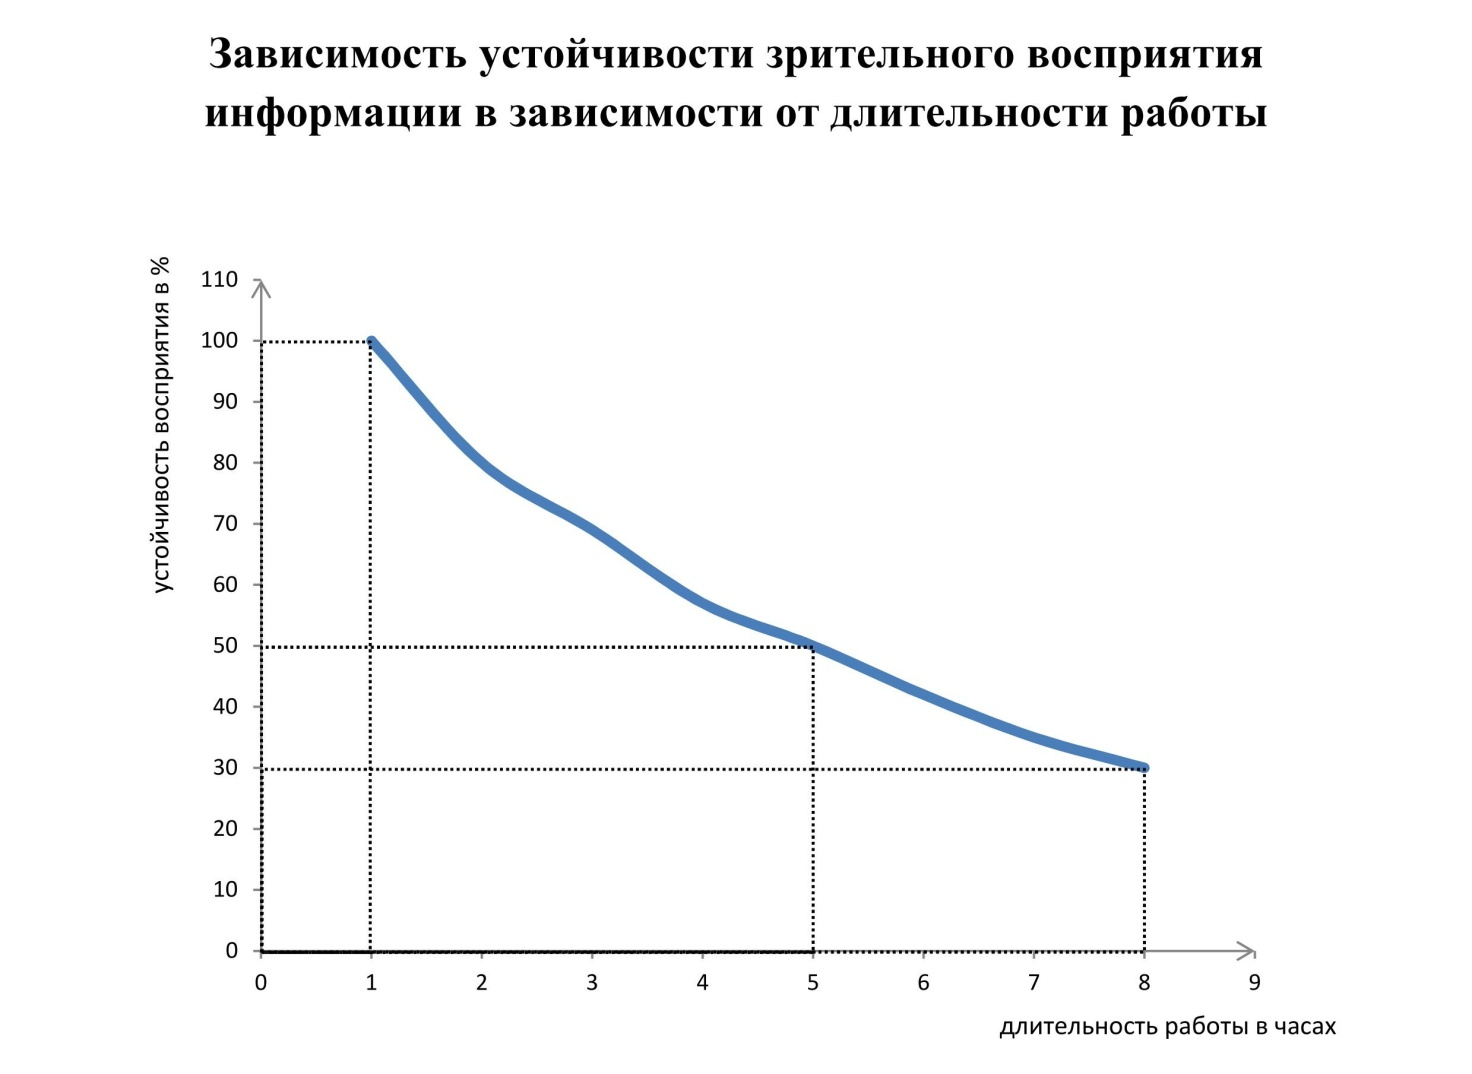 Зависимость устойчивости зрительного восприятия
информации в зависимости от длительности работы
устойчивость восприятия в %
110
100
90
80
70
60
50
40
30
20
10
0
0 1 2 3 4 5 6 7 8 9
длительность работы в часах